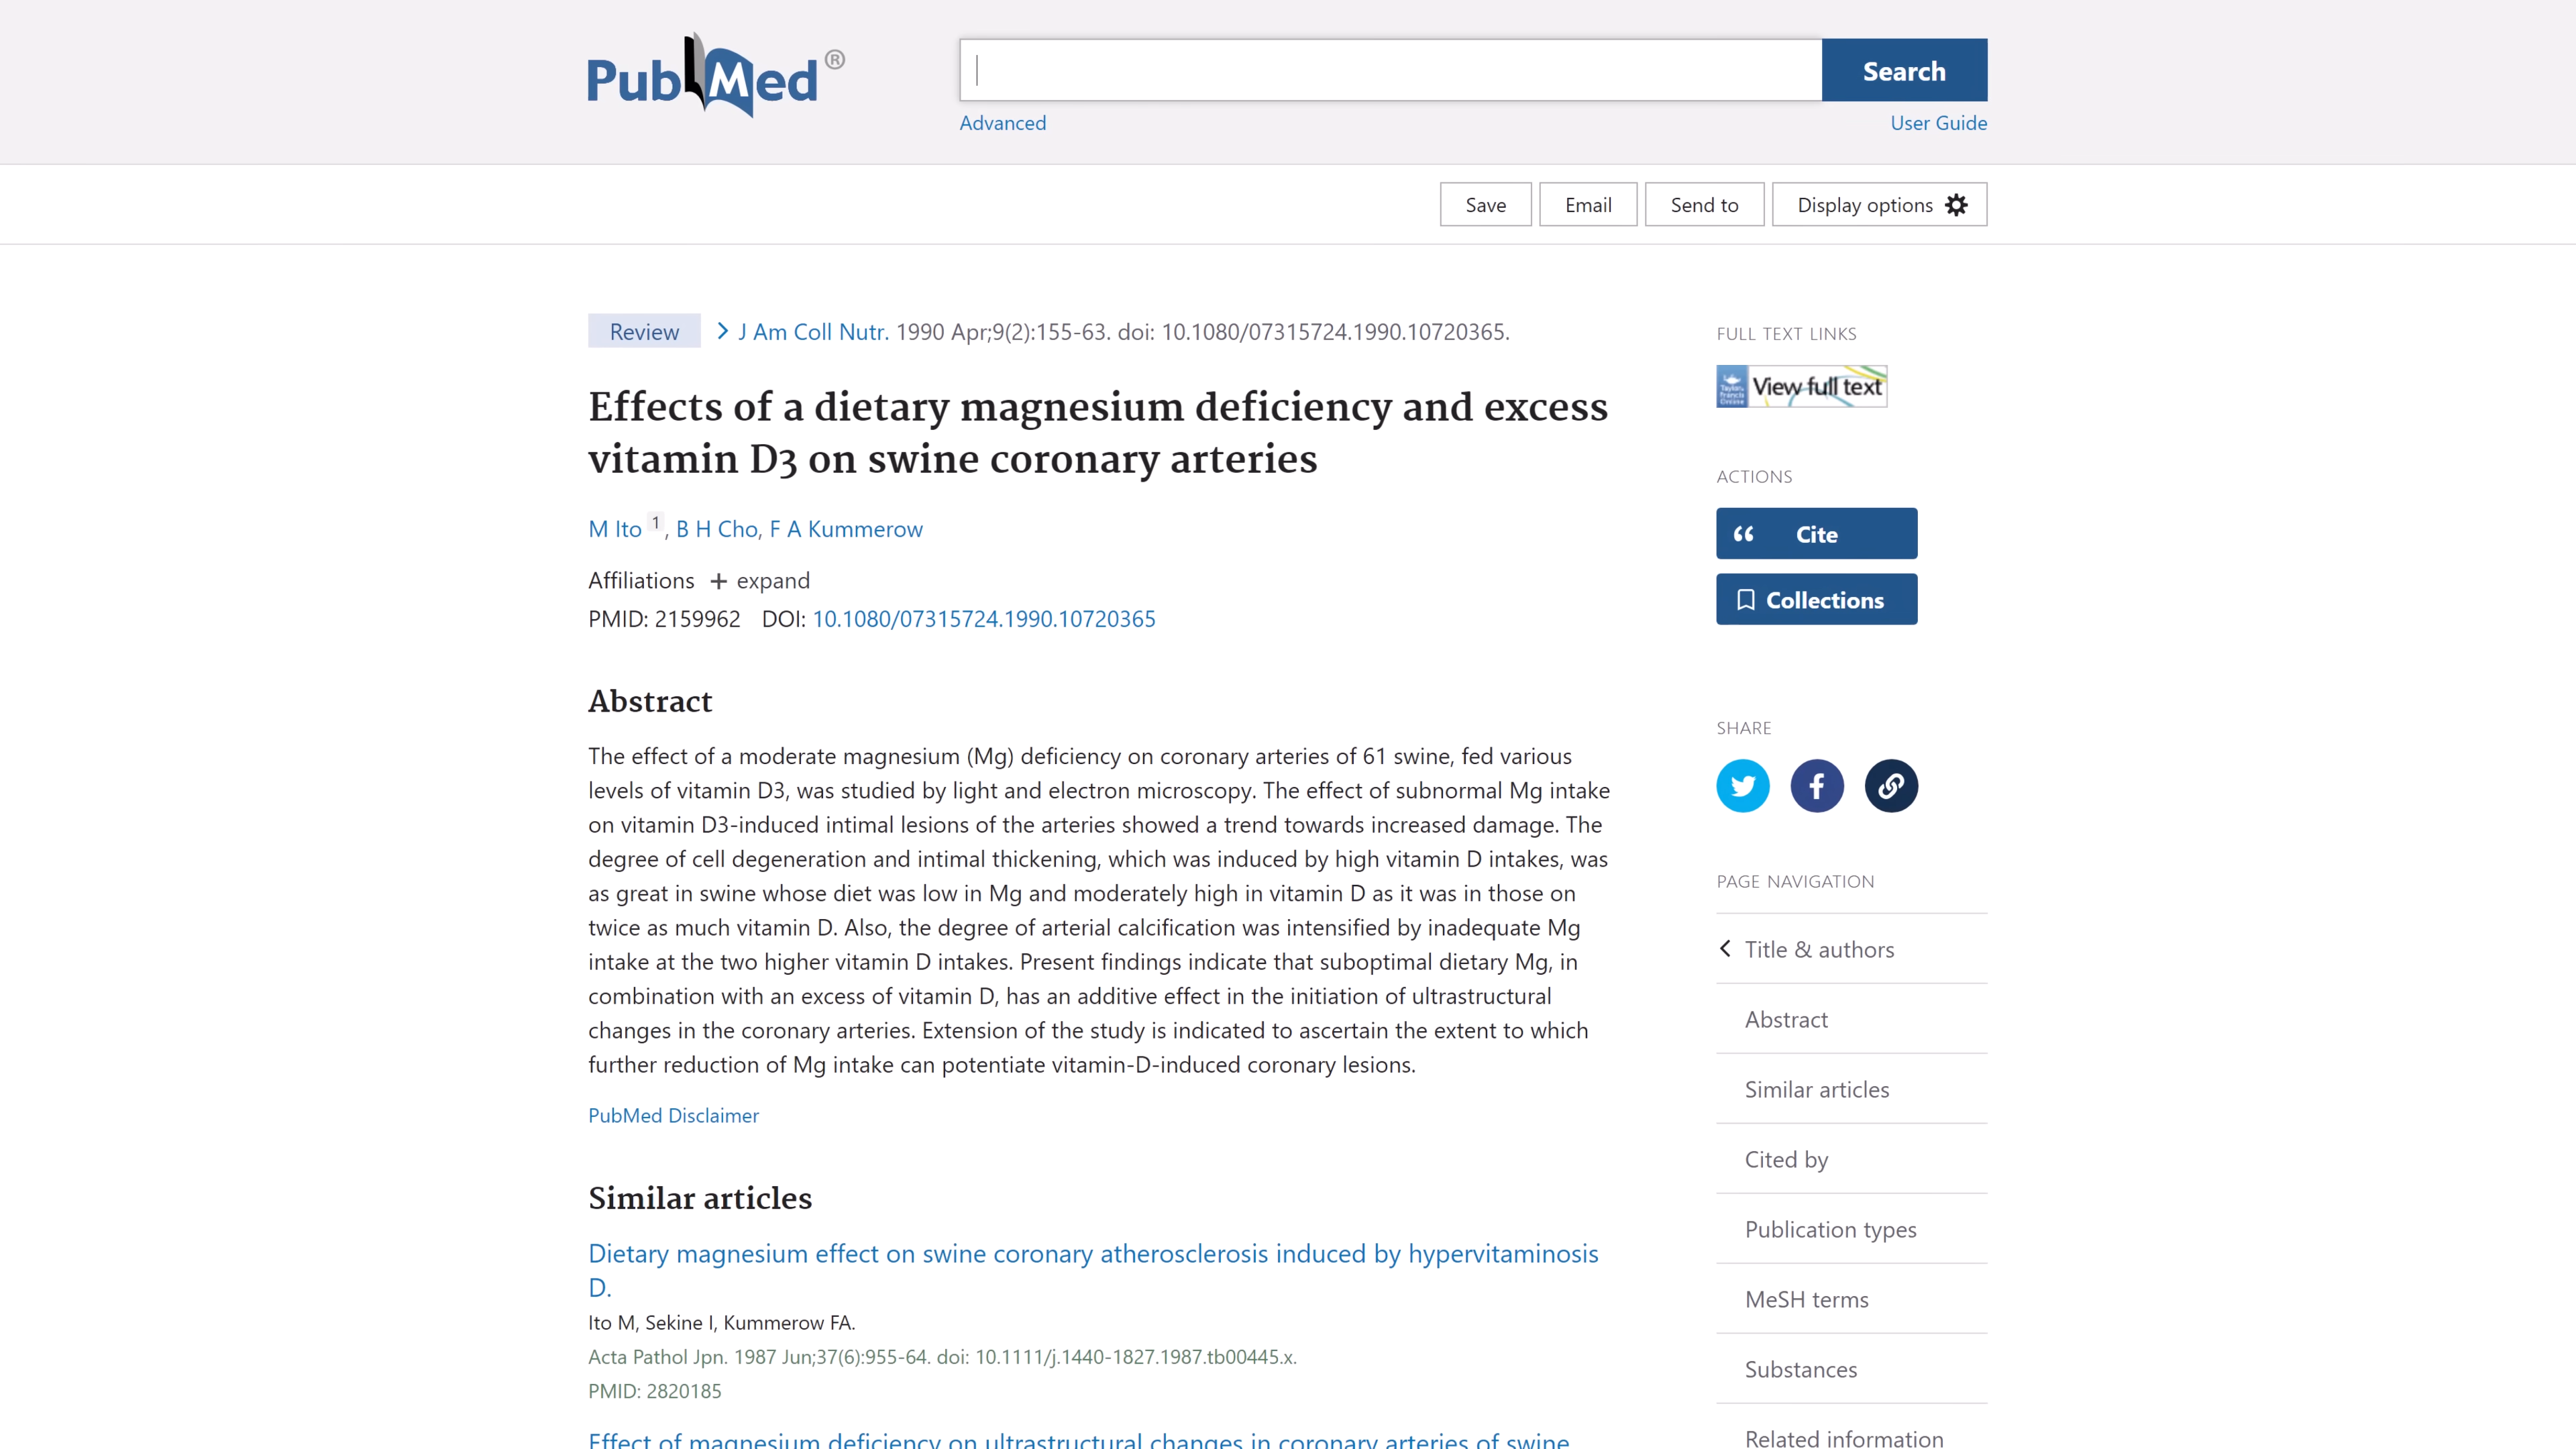 PubMed®
Search
Advanced
User Guide
Save
Email
Send to
Display options
Review
J Am Coll Nutr. 1990 Apr;9(2):155-63. doi: 10.1080/07315724.1990.10720365.
Effects of a dietary magnesium deficiency and excess
vitamin D3 on swine coronary arteries
M Ito 1, B H Cho, F A Kummerow
Affiliations + expand
PMID: 2159962 DOI: 10.1080/07315724.1990.10720365
Abstract
The effect of a moderate magnesium (Mg) deficiency on coronary arteries of 61 swine, fed various
levels of vitamin D3, was studied by light and electron microscopy. The effect of subnormal Mg intake
on vitamin D3-induced intimal lesions of the arteries showed a trend towards increased damage. The
degree of cell degeneration and intimal thickening, which was induced by high vitamin D intakes, was
as great in swine whose diet was low in Mg and moderately high in vitamin D as it was in those on
twice as much vitamin D. Also, the degree of arterial calcification was intensified by inadequate Mg
intake at the two higher vitamin D intakes. Present findings indicate that suboptimal dietary Mg, in
combination with an excess of vitamin D, has an additive effect in the initiation of ultrastructural
changes in the coronary arteries. Extension of the study is indicated to ascertain the extent to which
further reduction of Mg intake can potentiate vitamin-D-induced coronary lesions.
PubMed Disclaimer
Similar articles
Dietary magnesium effect on swine coronary atherosclerosis induced by hypervitaminosis
D.
Ito M, Sekine I, Kummerow FA.
Acta Pathol Jpn. 1987 Jun;37(6):955-64. doi: 10.1111/j.1440-1827.1987.tb00445.x.
PMID: 2820185
Effect of magnesium deficiency on ultrastructural changes in coronary arteries of swine
FULL TEXT LINKS
Taylor & Francis Online
View full text
ACTIONS
Cite
Collections
SHARE
PAGE NAVIGATION
Title & authors
Abstract
Similar articles
Cited by
Publication types
MeSH terms
Substances
Related information